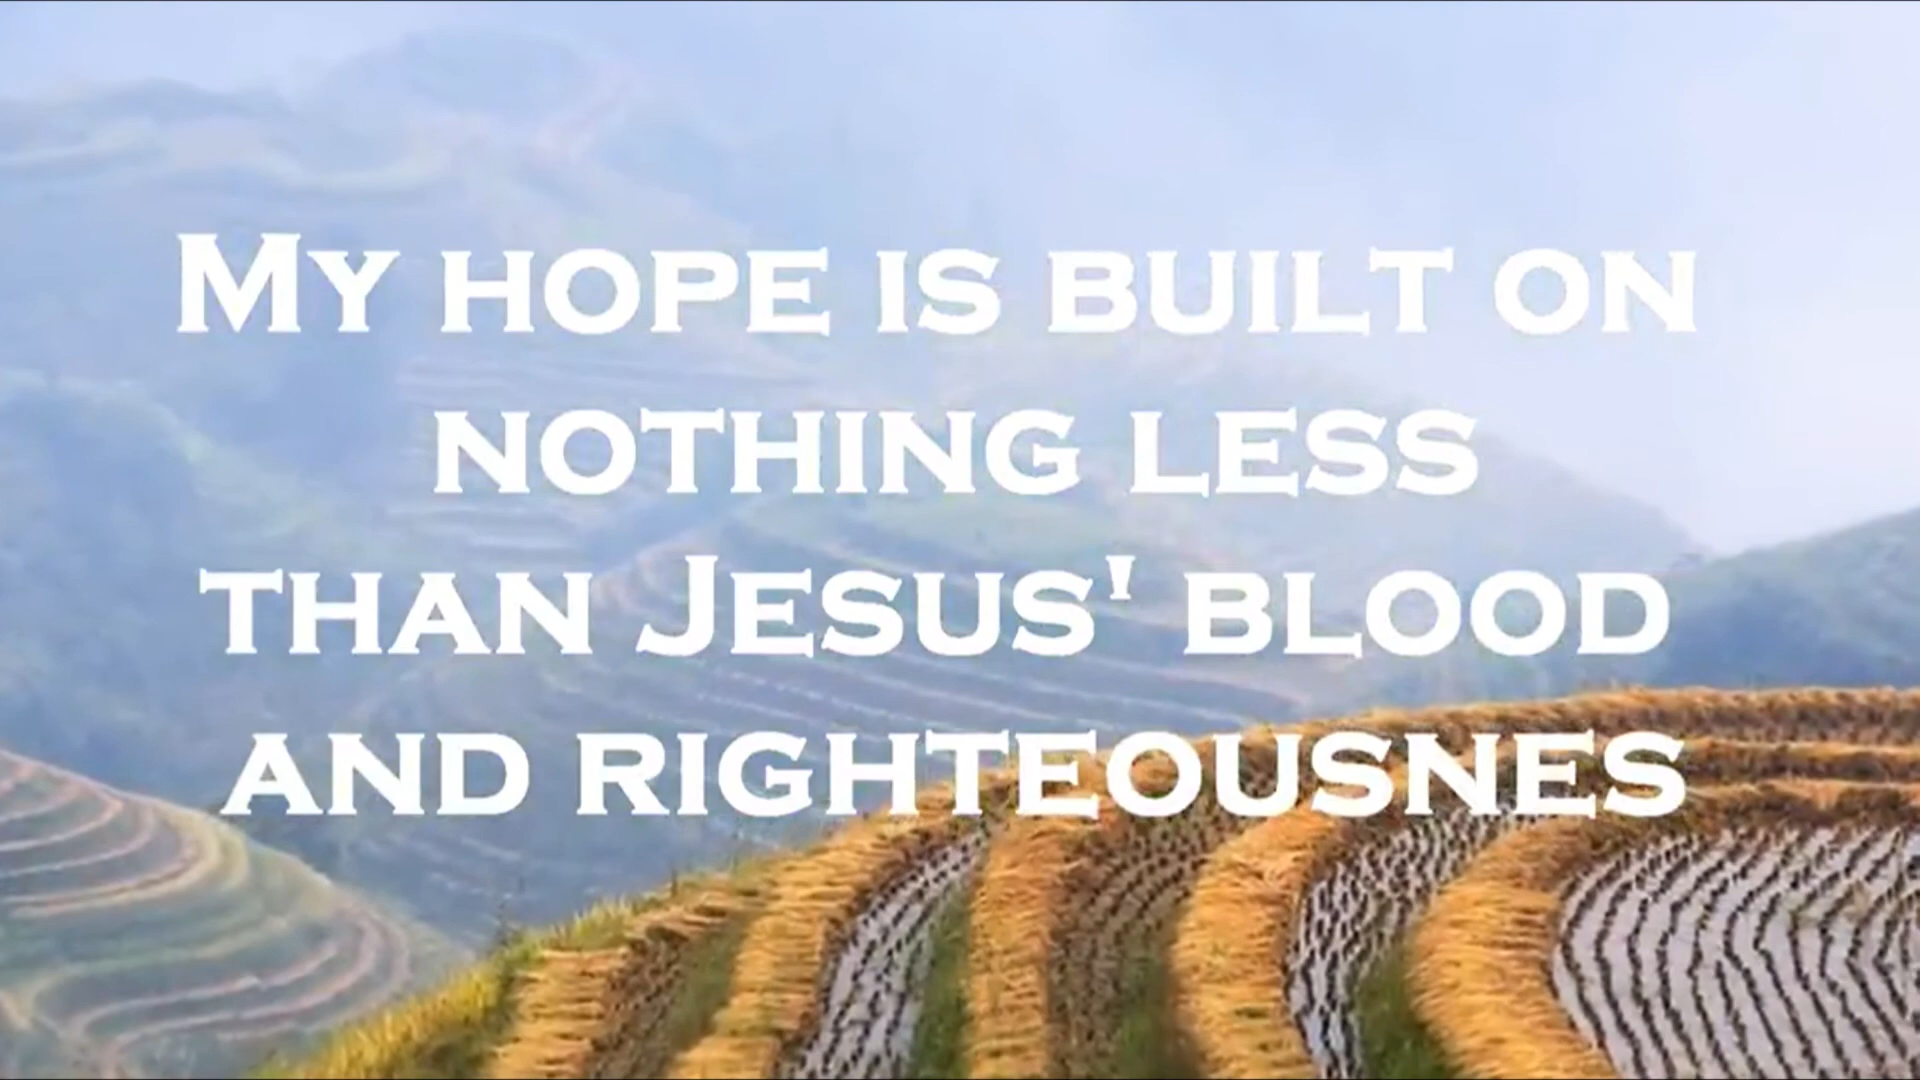 My hope is built on
nothing less
than Jesus' blood
and righteousnes